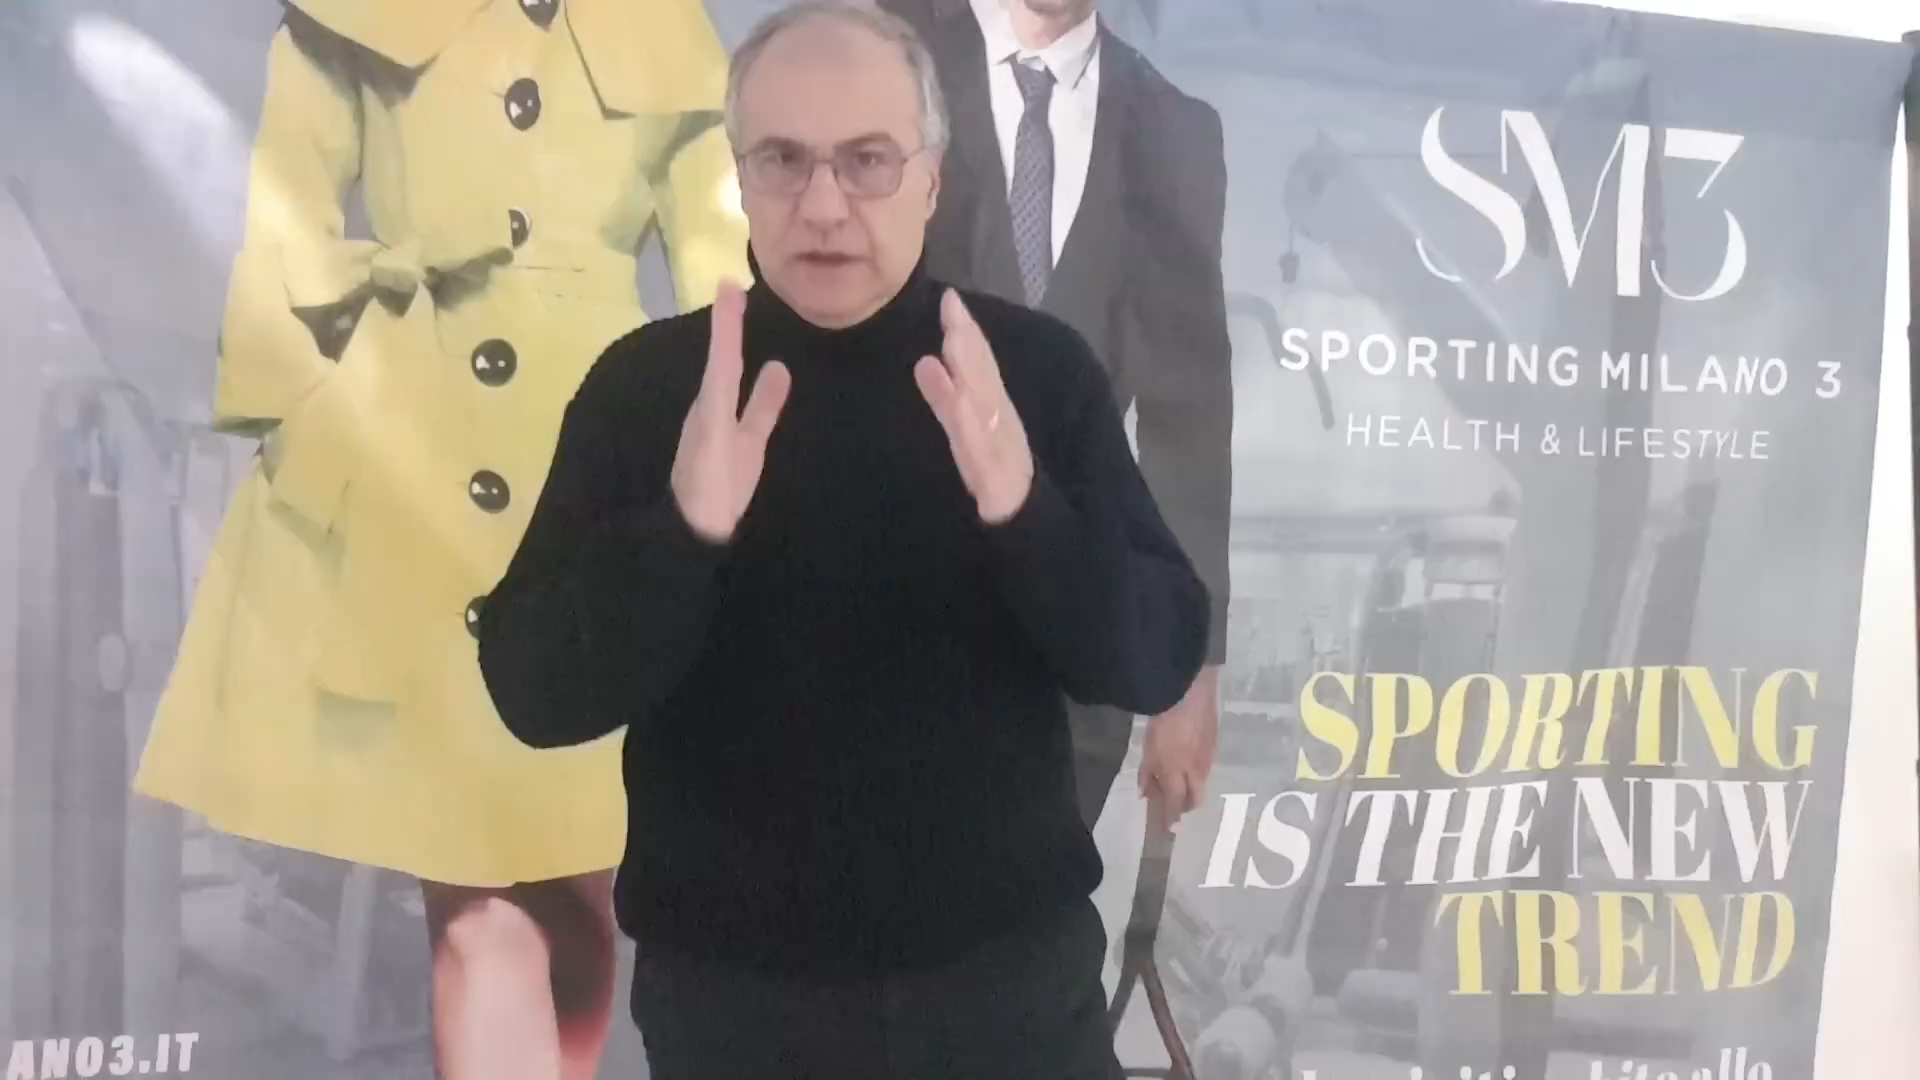 SM3
SPORTING MILANO 3
HEALTH & LIFESTYLE
SPORTING
IS THE NEW
TREND
ANO3.IT